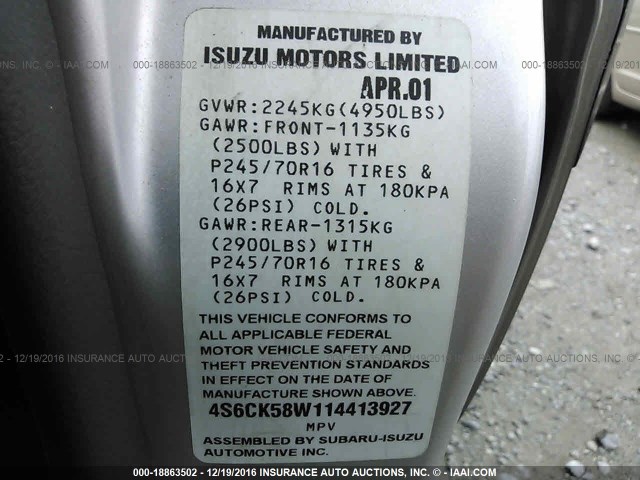 MANUFACTURED BY
ISUZU MOTORS LIMITED
APR.01
GVWR:2245KG(4950LBS)
GAWR:FRONT-1135KG
(2500LBS) WITH
P245/70R16 TIRES &
16X7 RIMS AT 180KPA
(26PSI) COLD.
GAWR:REAR-1315KG
(2900LBS) WITH
P245/70R16 TIRES &
16X7 RIMS AT 180KPA
(26PSI) COLD.
THIS VEHICLE CONFORMS TO
ALL APPLICABLE FEDERAL
MOTOR VEHICLE SAFETY AND
THEFT PREVENTION STANDARDS
IN EFFECT ON THE DATE OF
MANUFACTURE SHOWN ABOVE.
4S6CK58W114413927
MPV
ASSEMBLED BY SUBARU-ISUZU
AUTOMOTIVE INC.
000-18863502 - 12/19/2016 INSURANCE AUTO AUCTIONS, INC. - © - IAAI.COM